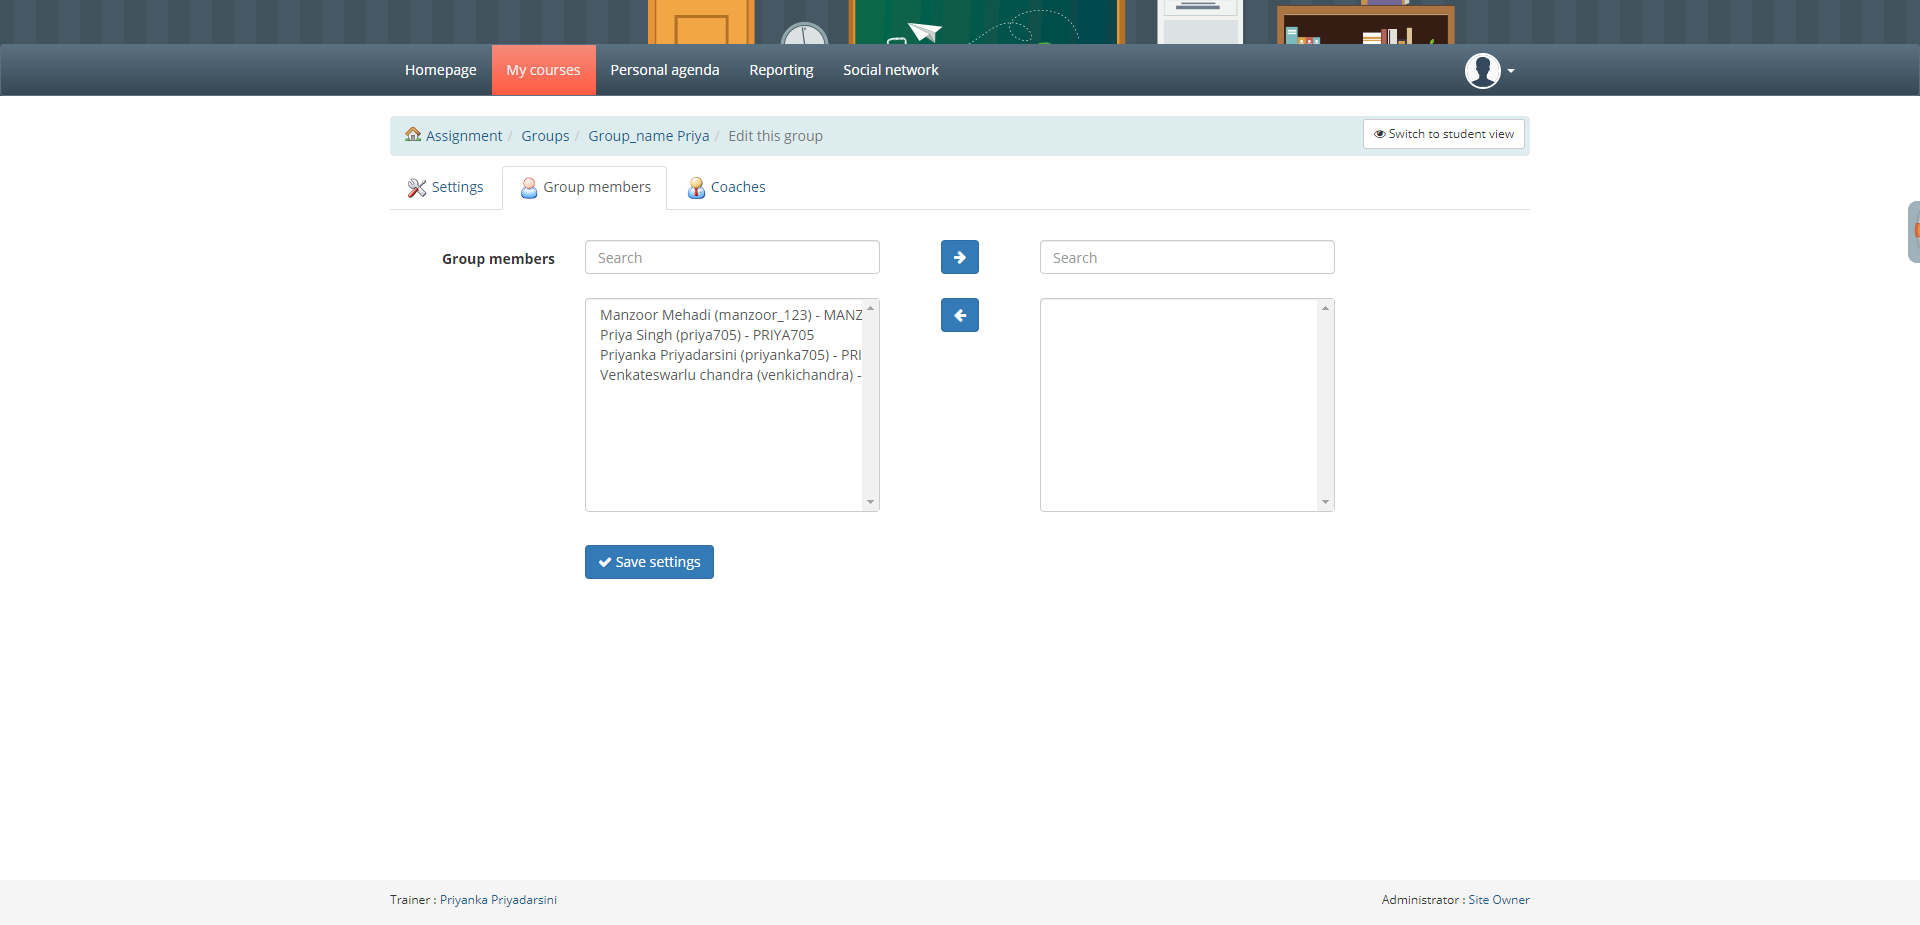 Homepage
My courses
Personal agenda
Reporting
Social network
Assignment / Groups / Group_name Priya / Edit this group
Switch to student view
Settings
Group members
Coaches
Group members
Search
Search
Manzoor Mehadi (manzoor_123) - MANZ
Priya Singh (priya705) - PRIYA705
Priyanka Priyadarsini (priyanka705) - PRI
Venkateswarlu chandra (venkichandra) -
Save settings
Trainer : Priyanka Priyadarsini
Administrator : Site Owner